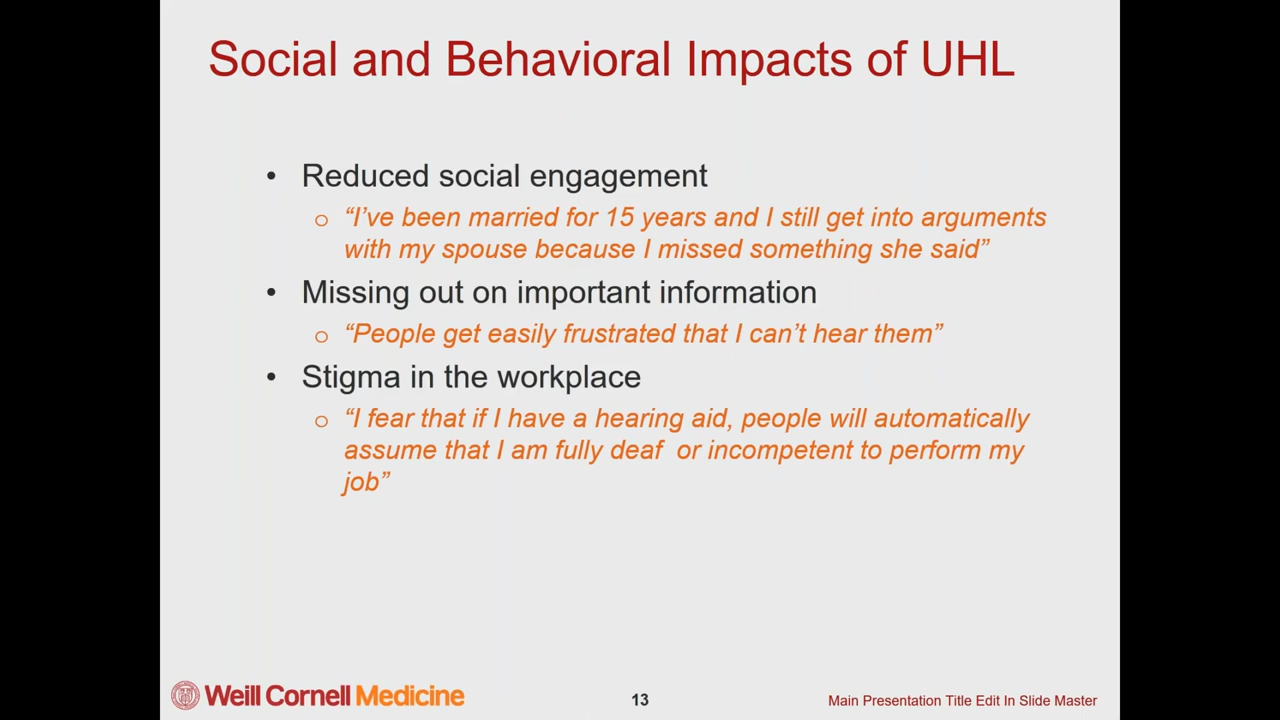 Social and Behavioral Impacts of UHL
• Reduced social engagement
o “I’ve been married for 15 years and I still get into arguments
with my spouse because I missed something she said”
• Missing out on important information
o “People get easily frustrated that I can’t hear them”
• Stigma in the workplace
o “I fear that if I have a hearing aid, people will automatically
assume that I am fully deaf  or incompetent to perform my
job”
Weill Cornell Medicine
13
Main Presentation Title Edit In Slide Master